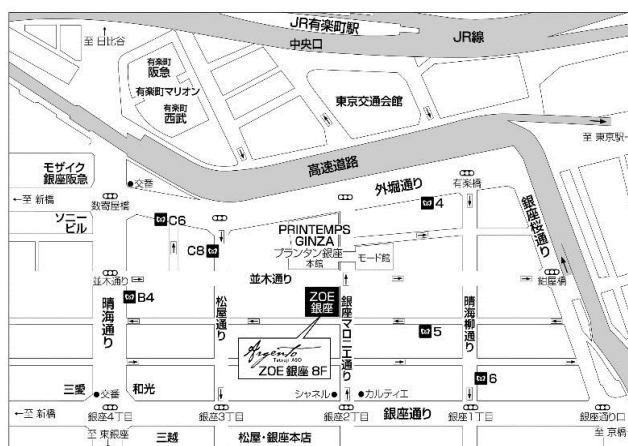 JR有楽町駅
中央口
JR線
至 日比谷
有楽町
阪急
有楽町マリオン
有楽町
西武
東京交通会館
至 東京駅
高速道路
モザイク
銀座阪急
交番
←至 新橋
数寄屋橋
外堀通り
有楽橋
銀座桜通り
ソニー
ビル
C6
C8
4
PRINTEMPS
GINZA
プランタン銀座
本館
モード館
紺屋橋
並木通り
並木通り
B4
晴海通り
松屋通り
ZOE
銀座
銀座マロニエ通り
晴海柳通り
5
Argento
Tatsuji ASO
ZOE 銀座 8F
6
三愛
交番
和光
シャネル
カルティエ
←至 新橋
銀座4丁目
銀座3丁目
銀座2丁目
銀座通り
銀座1丁目
銀座通り口
至 東銀座
三越
松屋・銀座本店
至 京橋